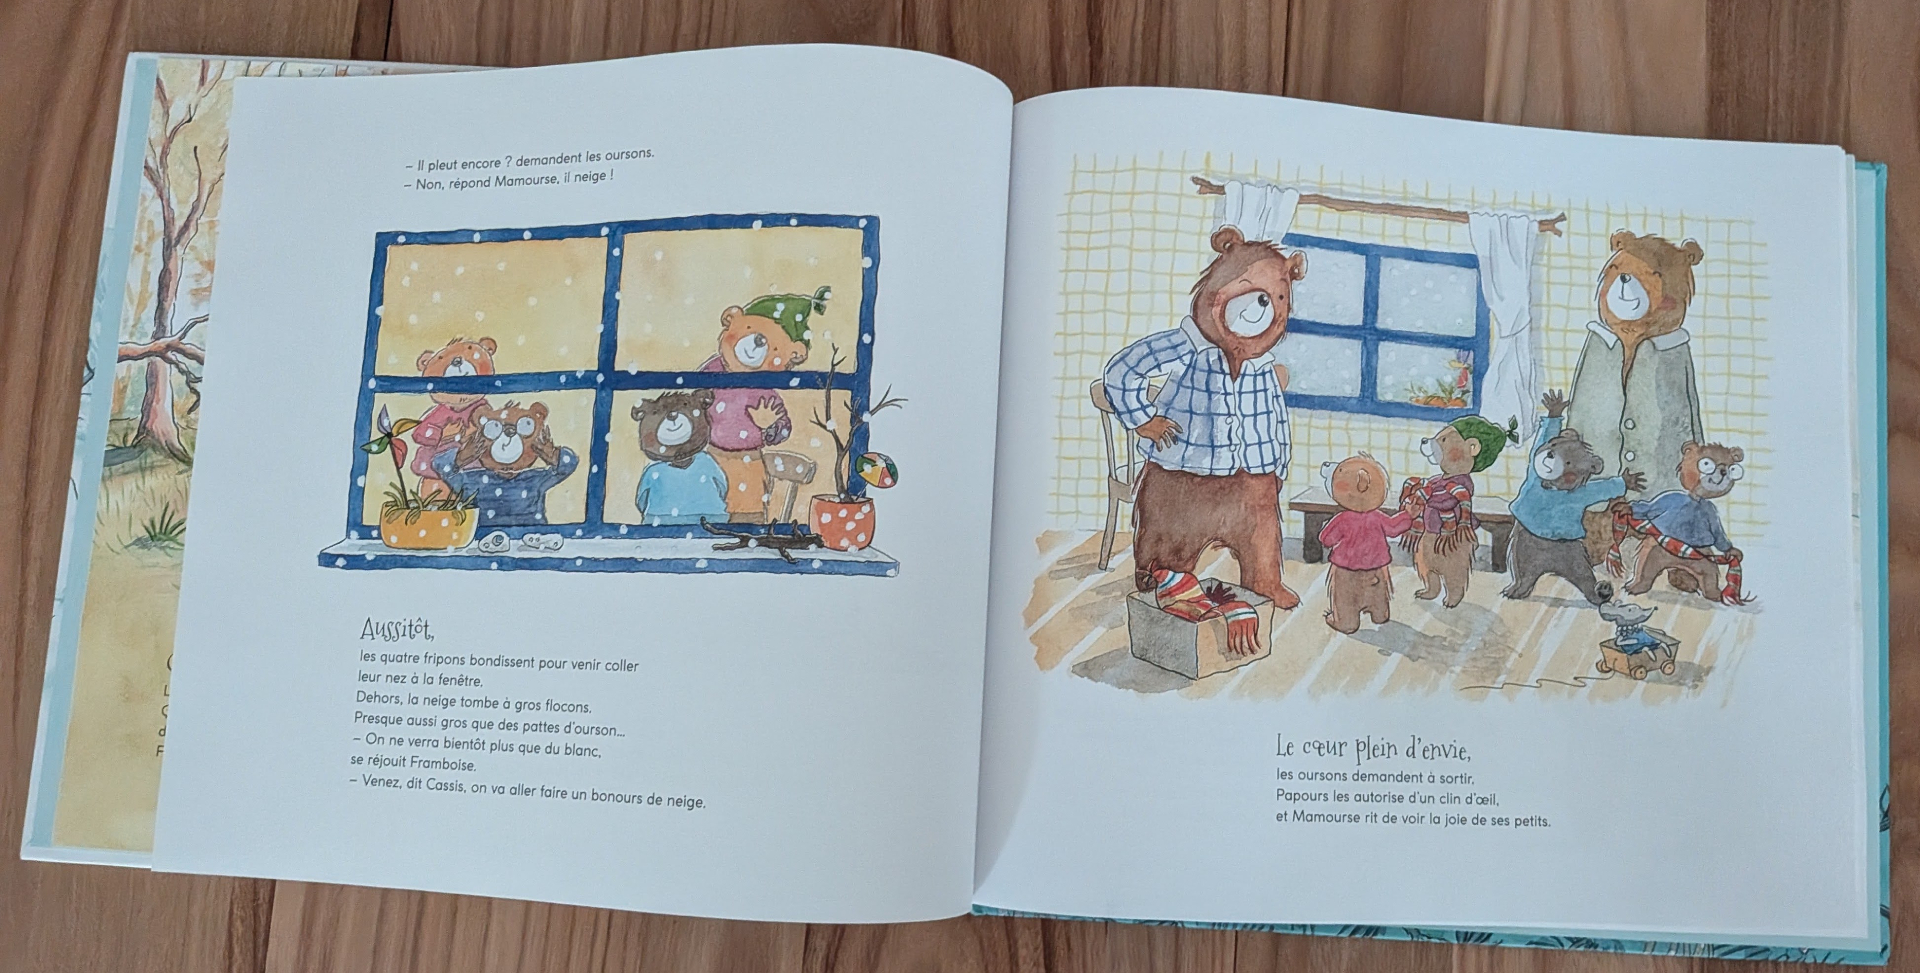 – Il pleut encore ? demandent les oursons.
– Non, répond Mamourse, il neige !
Aussitôt,
les quatre fripons bondissent pour venir coller
leur nez à la fenêtre.
Dehors, la neige tombe à gros flocons.
Presque aussi gros que des pattes d'ourson...
– On ne verra bientôt plus que du blanc,
se réjouit Framboise.
– Venez, dit Cassis, on va aller faire un bonours de neige.
Le cœur plein d'envie,
les oursons demandent à sortir.
Papours les autorise d'un clin d'œil,
et Mamourse rit de voir la joie de ses petits.